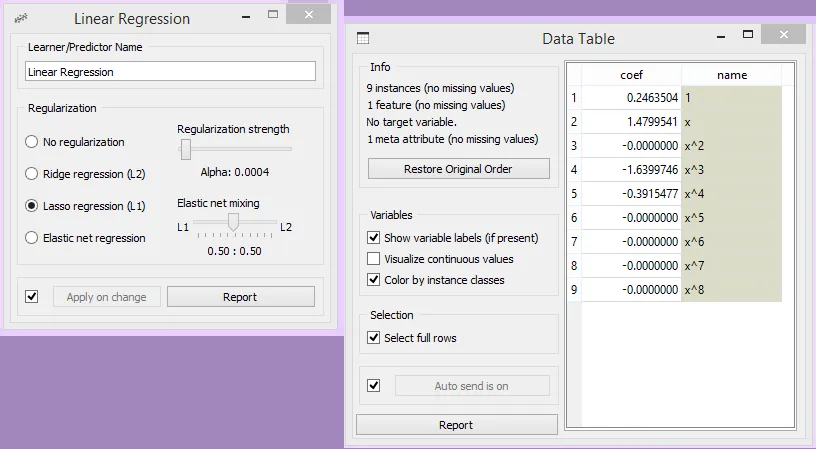 Linear Regression
Learner/Predictor Name
Linear Regression
Regularization
No regularization
Ridge regression (L2)
Lasso regression (L1)
Elastic net regression
Regularization strength
Alpha: 0.0004
Elastic net mixing
L1 L2
0.50 : 0.50
Apply on change
Report
Data Table
Info
9 instances (no missing values)
1 feature (no missing values)
No target variable.
1 meta attribute (no missing values)
Restore Original Order
Variables
Show variable labels (if present)
Visualize continuous values
Color by instance classes
Selection
Select full rows
Auto send is on
Report
coef name
1 0.2463504 1
2 1.4799541 x
3 -0.0000000 x^2
4 -1.6399746 x^3
5 -0.3915477 x^4
6 -0.0000000 x^5
7 -0.0000000 x^6
8 -0.0000000 x^7
9 -0.0000000 x^8